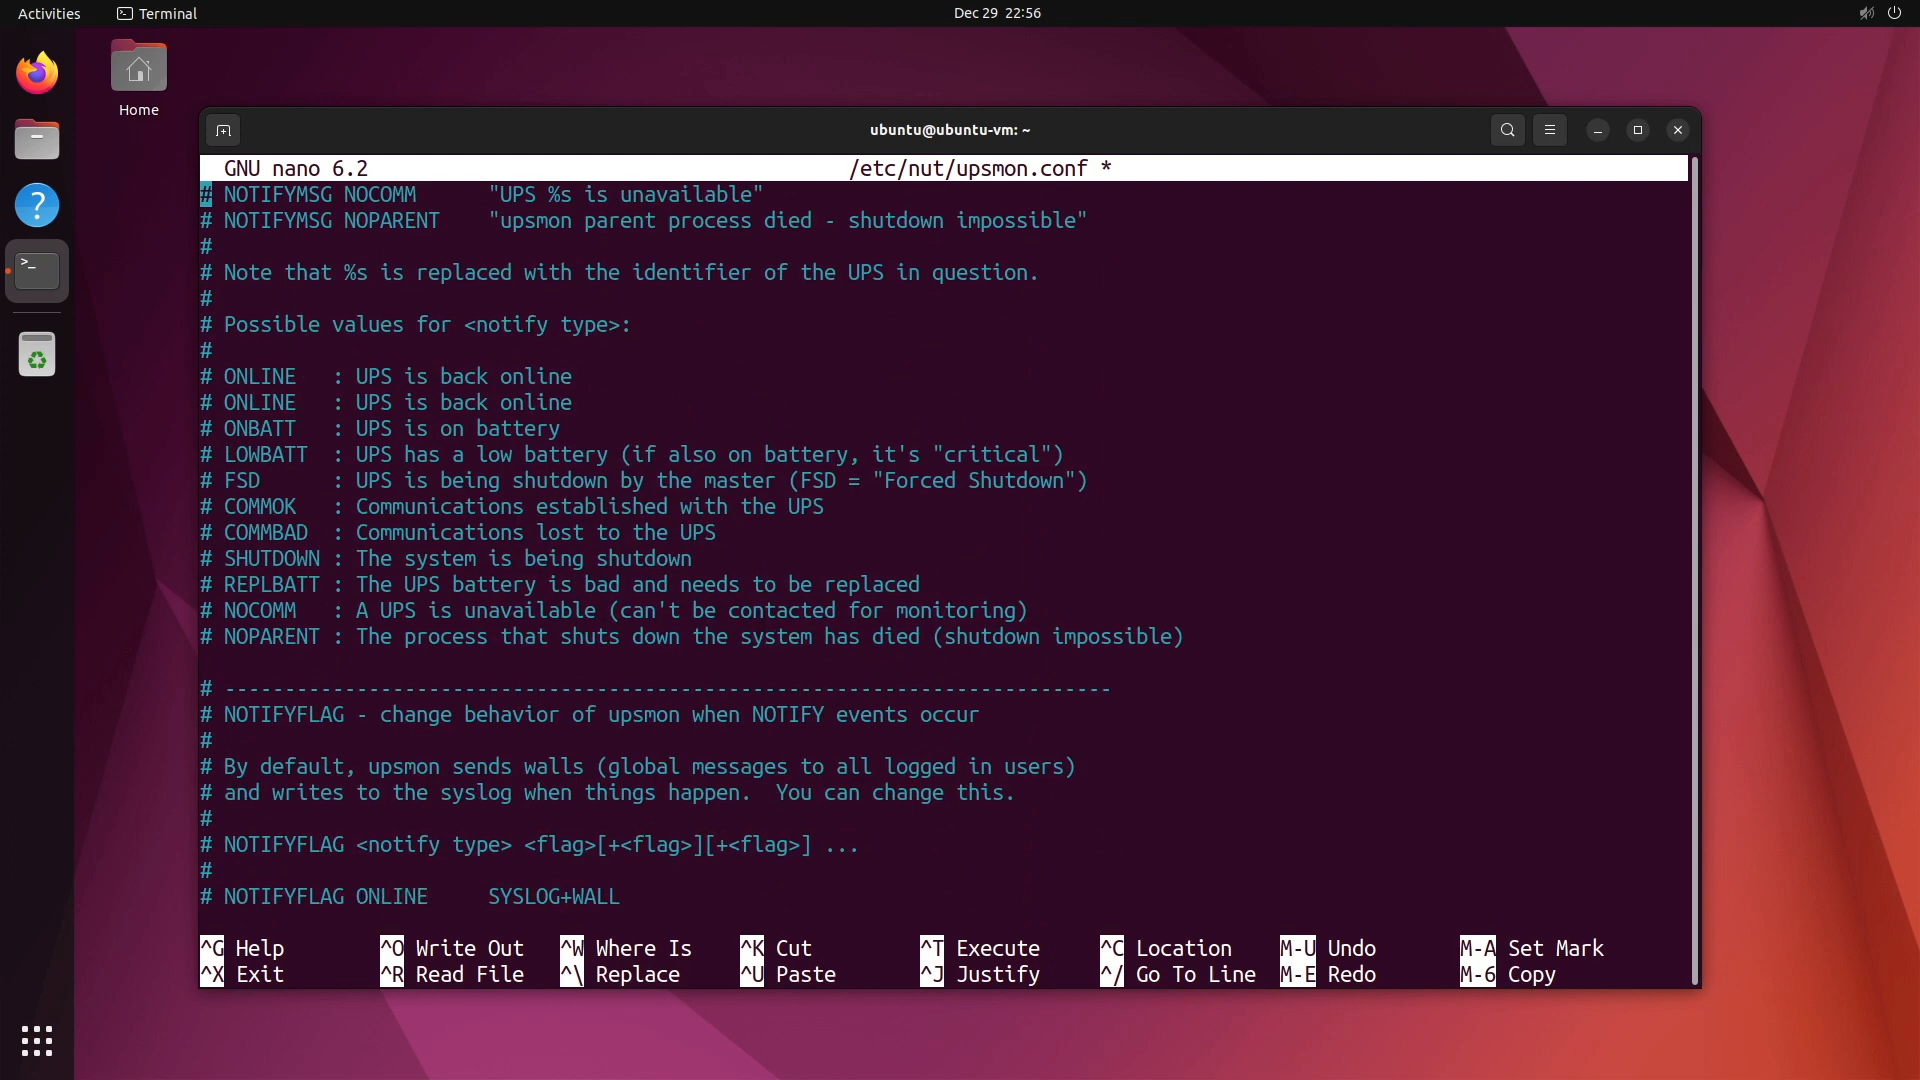 Activities
Terminal
Dec 29 22:56
Home
ubuntu@ubuntu-vm: ~
GNU nano 6.2 /etc/nut/upsmon.conf *
# NOTIFYMSG NOCOMM "UPS %s is unavailable"
# NOTIFYMSG NOPARENT "upsmon parent process died - shutdown impossible"
#
# Note that %s is replaced with the identifier of the UPS in question.
#
# Possible values for <notify type>:
#
# ONLINE : UPS is back online
# ONLINE : UPS is back online
# ONBATT : UPS is on battery
# LOWBATT : UPS has a low battery (if also on battery, it's "critical")
# FSD : UPS is being shutdown by the master (FSD = "Forced Shutdown")
# COMMOK : Communications established with the UPS
# COMMBAD : Communications lost to the UPS
# SHUTDOWN : The system is being shutdown
# REPLBATT : The UPS battery is bad and needs to be replaced
# NOCOMM : A UPS is unavailable (can't be contacted for monitoring)
# NOPARENT : The process that shuts down the system has died (shutdown impossible)
# --------------------------------------------------------------------------
# NOTIFYFLAG - change behavior of upsmon when NOTIFY events occur
#
# By default, upsmon sends walls (global messages to all logged in users)
# and writes to the syslog when things happen.  You can change this.
#
# NOTIFYFLAG <notify type> <flag>[+<flag>][+<flag>] ...
#
# NOTIFYFLAG ONLINE SYSLOG+WALL
^G Help ^O Write Out ^W Where Is ^K Cut ^T Execute ^C Location M-U Undo M-A Set Mark
^X Exit ^R Read File ^\ Replace ^U Paste ^J Justify ^/ Go To Line M-E Redo M-6 Copy